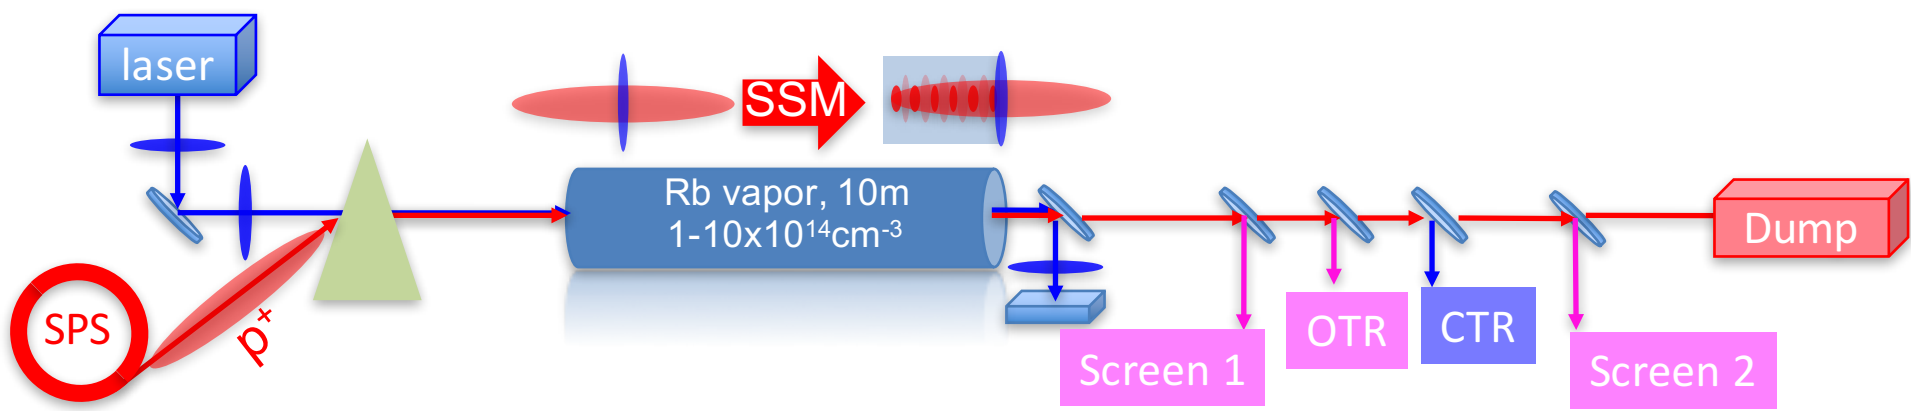 laser
SSM
Rb vapor, 10m
1-10x10¹⁴cm⁻³
SPS
p⁺
Dump
Screen 1
OTR
CTR
Screen 2